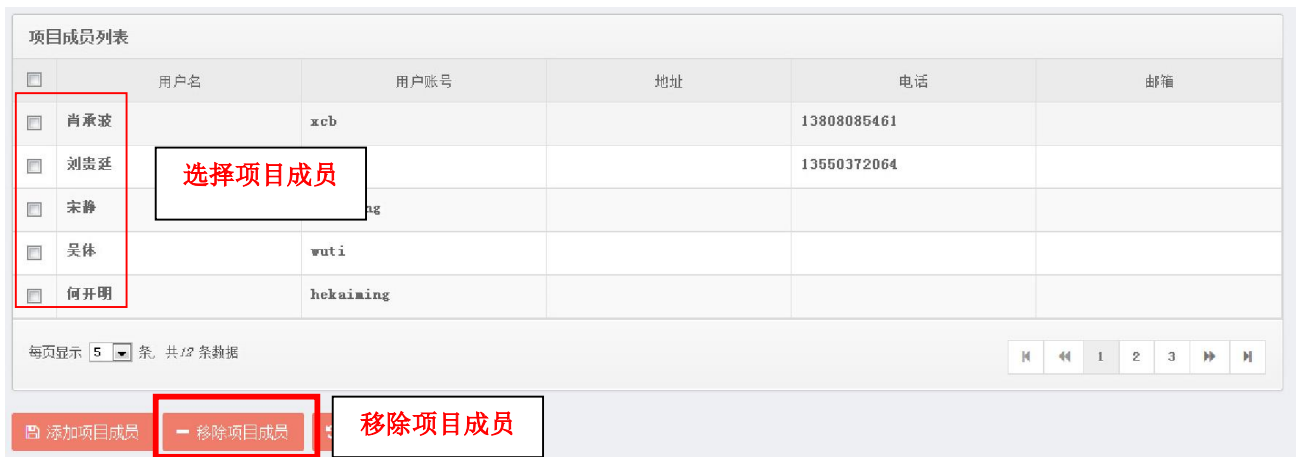 项目成员列表
用户名 用户账号 地址 电话 邮箱
肖承波 xcb 13808085461
刘贵廷 13550372064
选择项目成员
宋静 ng
吴体 wuti
何开明 hekaiming
每页显示 5 条, 共12 条数据
1 2 3
添加项目成员 移除项目成员 移除项目成员